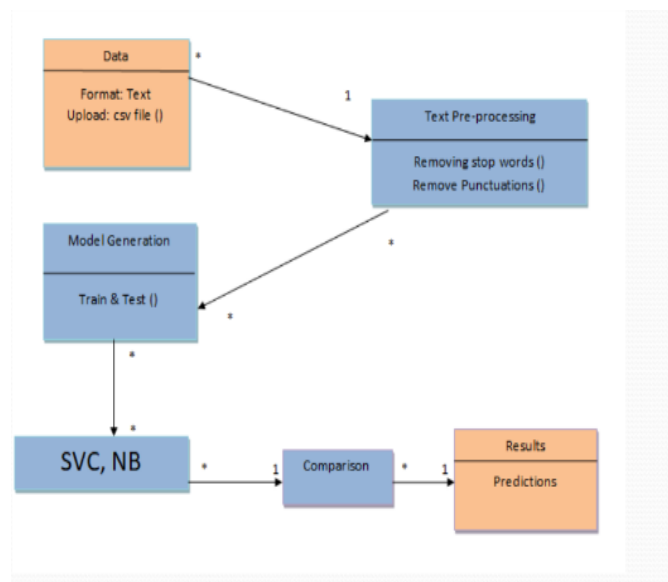 Data
*
Format: Text
Upload: csv file ()
1
Text Pre-processing
Removing stop words ()
Remove Punctuations ()
*
Model Generation
Train & Test ()
*
*
*
SVC, NB
*
1
Comparison
*
1
Results
Predictions